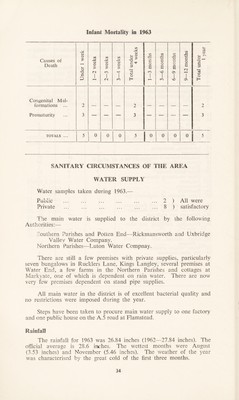 Infant Mortality in 1963
Causes of Death
Under 1 week
1—2 weeks
2—3 weeks
3—4 weeks
Total under 4 weeks
1—3 months
3—6 months
6—9 months
9—12 months
Total under 1 year
Congenital Mal-
formations ... 2 — — — 2 — — — — 2
Prematurity ... 3 — — — 3 — — — — 3
TOTALS ... 5 0 0 0 5 0 0 0 0 5
SANITARY CIRCUMSTANCES OF THE AREA
WATER SUPPLY
Water samples taken during 1963.—
Public ... ... ... ... ... ... 2 ) All were
Private ... ... ... ... ... ... 8 ) satisfactory
The main water is supplied to the district by the following
Authorities:—
Southern Parishes and Potten End—Rickmansworth and Uxbridge
Valley Water Company.
Northern Parishes—Luton Water Company.
There are still a few premises with private supplies, particularly
seven bungalows in Rucklers Lane, Kings Langley, several premises at
Water End, a few farms in the Northern Parishes and cottages at
Markyate, one of which is dependent on rain water. There are now
very few premises dependent on stand pipe supplies.
All main water in the district is of excellent bacterial quality and
no restrictions were imposed during the year.
Steps have been taken to procure main water supply to one factory
and one public house on the A.5 road at Flamstead.
Rainfall
The rainfall for 1963 was 26.84 inches (1962—27.84 inches). The
official average is 28.6 inches. The wettest months were August
(3.53 inches) and November (5.46 inches). The weather of the year
was characterised by the great cold of the first three months.
34